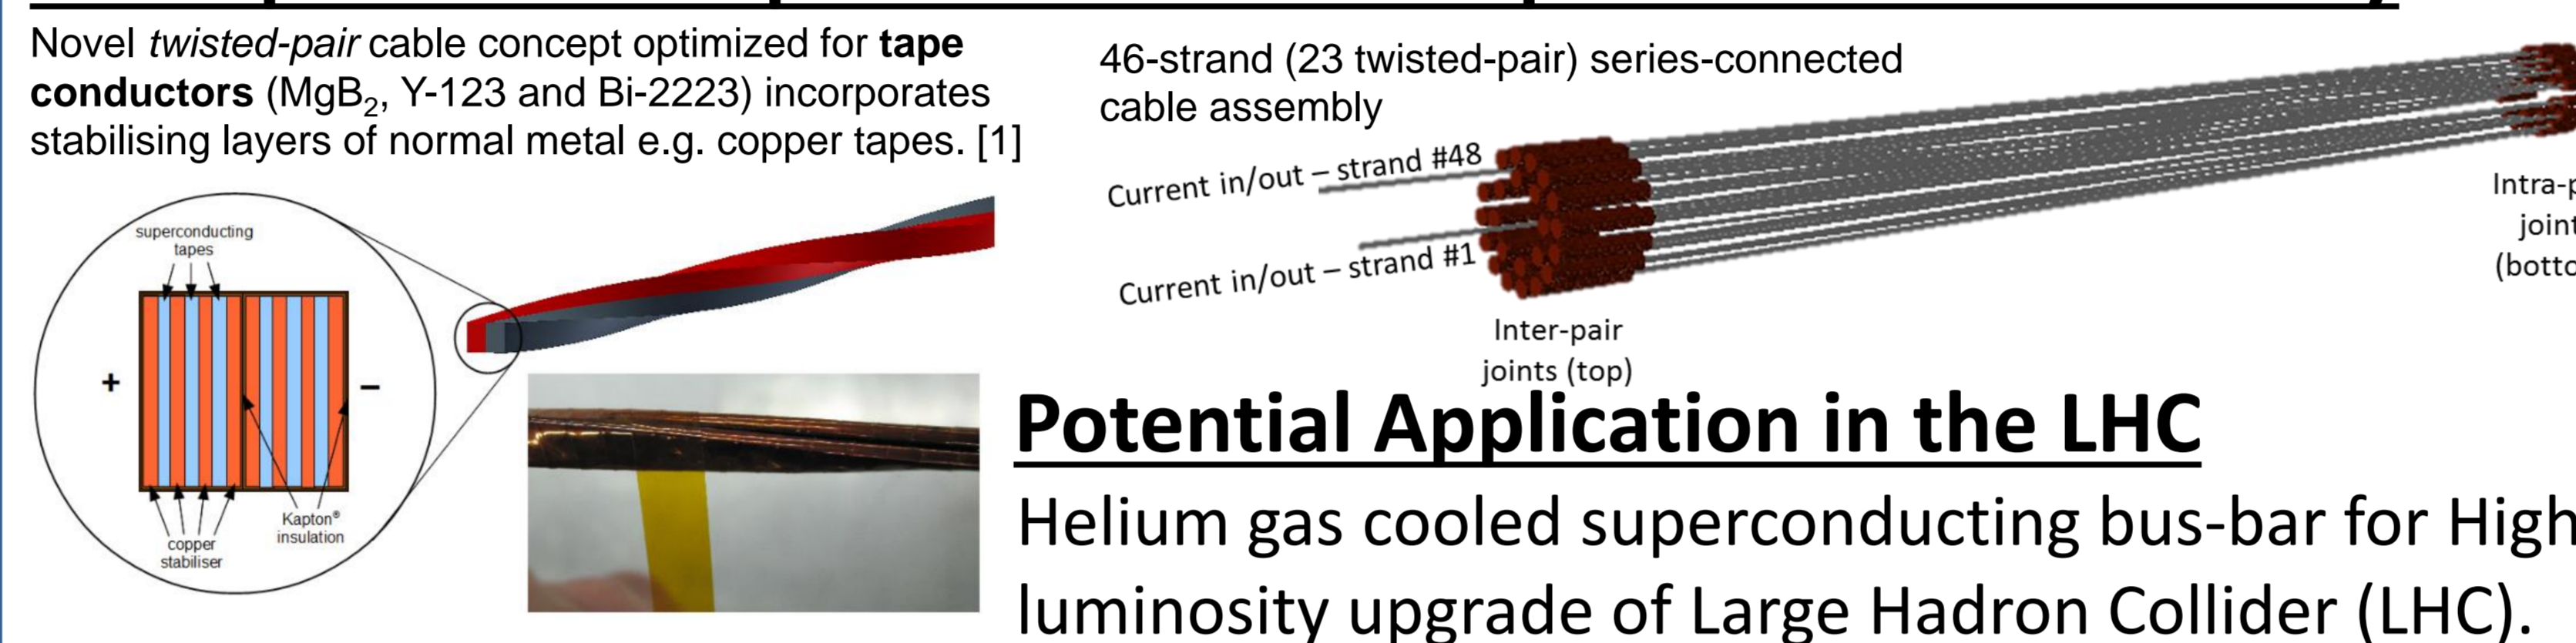 Novel twisted-pair cable concept optimized for tape
conductors (MgB₂, Y-123 and Bi-2223) incorporates
stabilising layers of normal metal e.g. copper tapes. [1]
superconducting
tapes
+
–
copper
stabiliser
Kapton®
insulation
46-strand (23 twisted-pair) series-connected
cable assembly
Current in/out – strand #48
Current in/out – strand #1
Inter-pair
joints (top)
Potential Application in the LHC
Helium gas cooled superconducting bus-bar for High
luminosity upgrade of Large Hadron Collider (LHC).